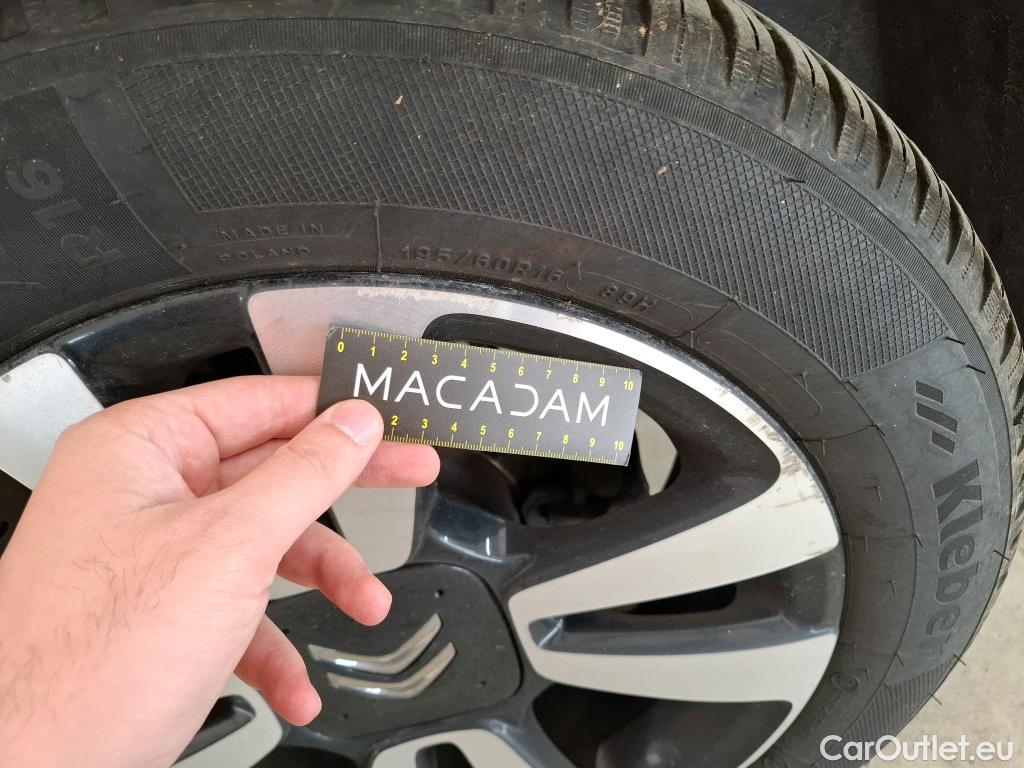 R16
MADE IN
POLAND
195/60R16 89H
0 1 2 3 4 5 6 7 8 9 10
MACADAM
2 3 4 5 6 7 8 9 10
Kleber
CarOutlet.eu